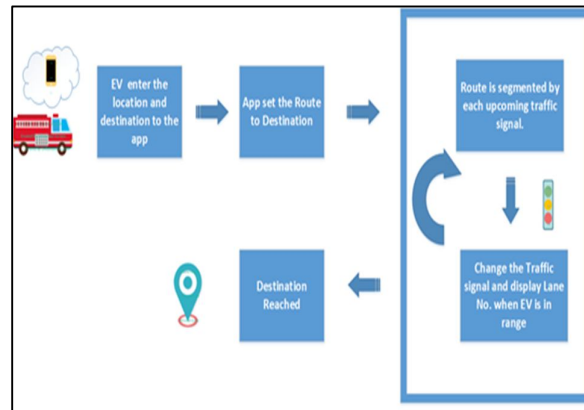 EV enter the
location and
destination to the
app
App set the Route
to Destination
Route is segmented by
each upcoming traffic
signal.
Change the Traffic
signal and display Lane
No. when EV is in
range
Destination
Reached